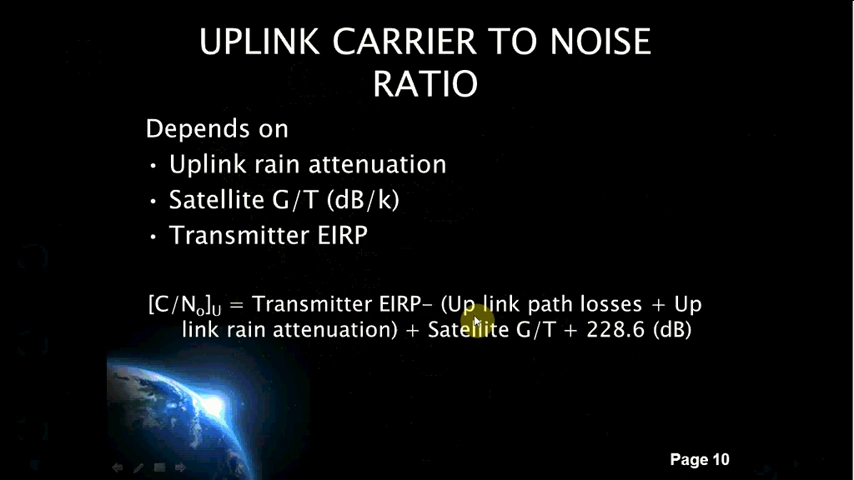 UPLINK CARRIER TO NOISE
RATIO
Depends on
• Uplink rain attenuation
• Satellite G/T (dB/k)
• Transmitter EIRP
[C/No]U = Transmitter EIRP- (Up link path losses + Up
link rain attenuation) + Satellite G/T + 228.6 (dB)
Page 10